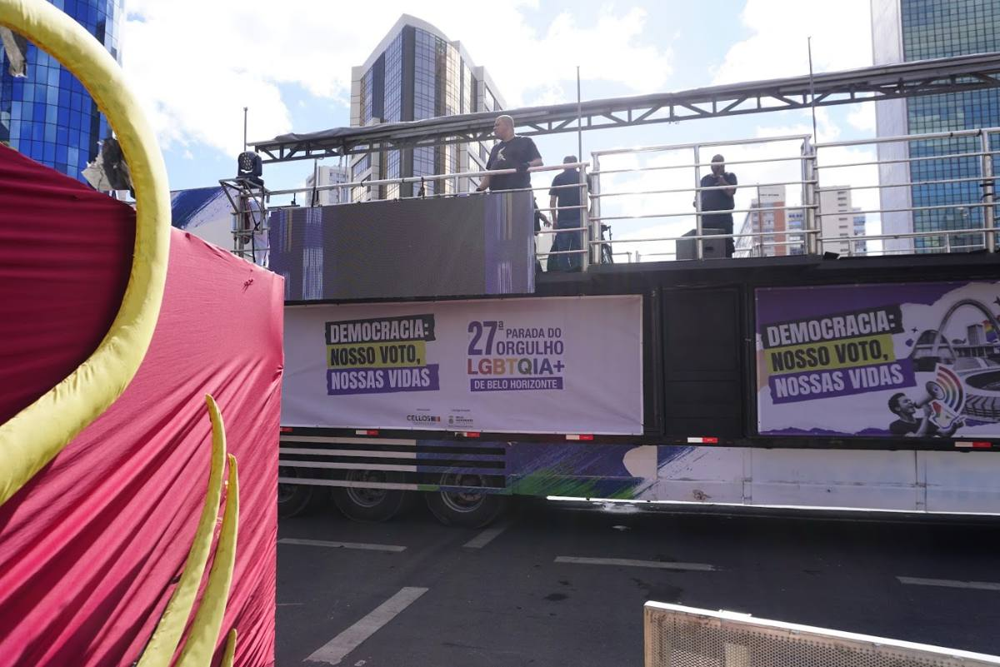 DEMOCRACIA:
NOSSO VOTO,
NOSSAS VIDAS
27ª PARADA DO
ORGULHO
LGBTQIA+
DE BELO HORIZONTE
CELLOS
DEMOCRACIA:
NOSSO VOTO,
NOSSAS VIDAS